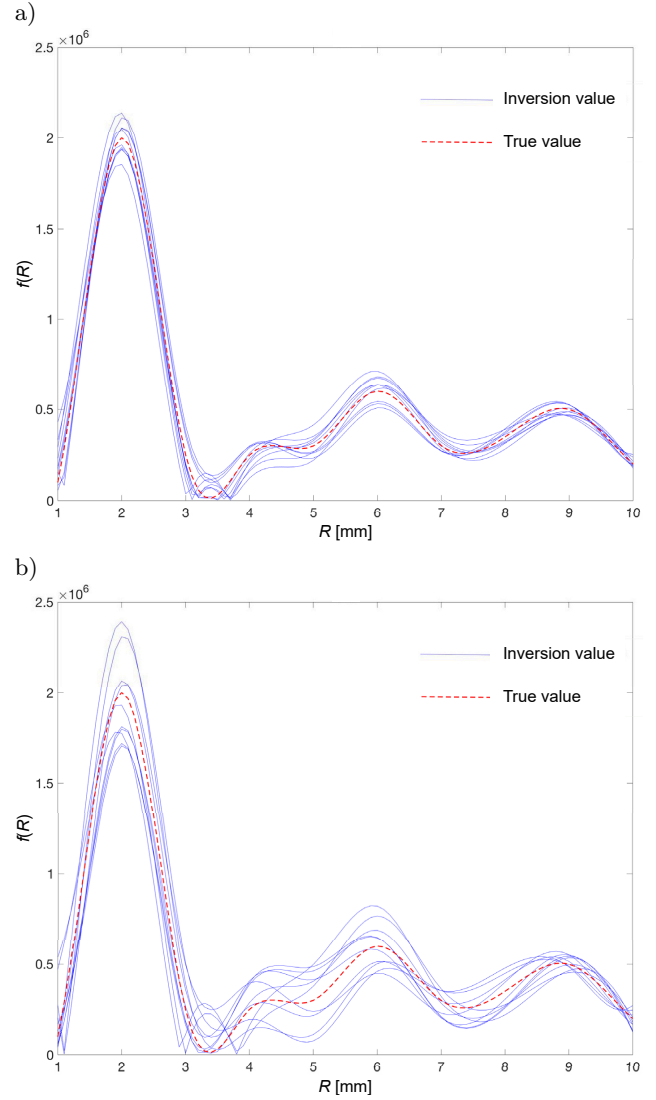 a)
×10⁶
2.5
2
1.5
1
0.5
0
f(R)
Inversion value
True value
1 2 3 4 5 6 7 8 9 10
R [mm]
b)
×10⁶
2.5
2
1.5
1
0.5
0
f(R)
Inversion value
True value
1 2 3 4 5 6 7 8 9 10
R [mm]